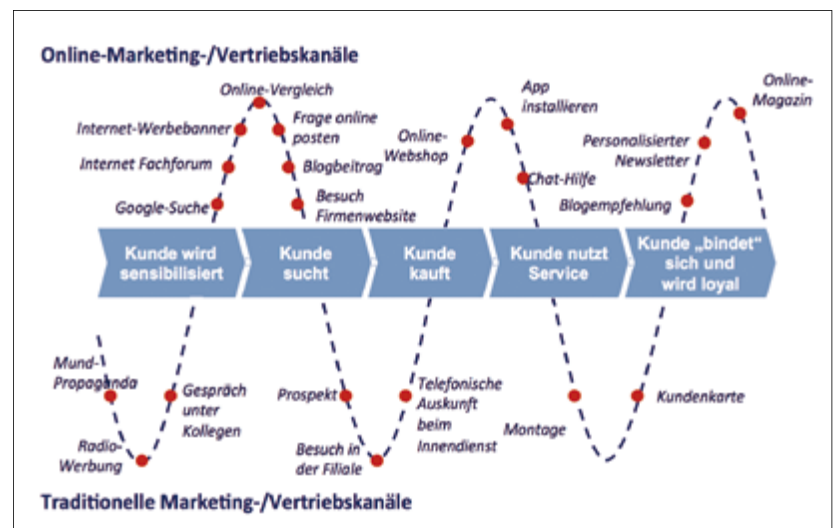 Online-Marketing-/Vertriebskanäle
Online-Vergleich
Internet-Werbebanner
Frage online
posten
Internet Fachforum
Blogbeitrag
Google-Suche
Besuch
Firmenwebsite
App
installieren
Online-
Webshop
Chat-Hilfe
Online-
Magazin
Personalisierter
Newsletter
Blogempfehlung
Kunde wird
sensibilisiert
Kunde
sucht
Kunde
kauft
Kunde nutzt
Service
Kunde „bindet“
sich und
wird loyal
Mund-
Propaganda
Gespräch
unter
Kollegen
Radio-
Werbung
Prospekt
Besuch in
der Filiale
Telefonische
Auskunft
beim
Innendienst
Montage
Kundenkarte
Traditionelle Marketing-/Vertriebskanäle